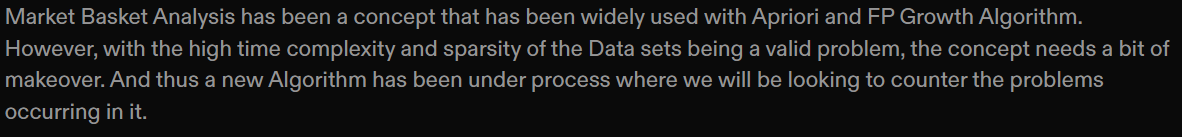 Market Basket Analysis has been a concept that has been widely used with Apriori and FP Growth Algorithm.
However, with the high time complexity and sparsity of the Data sets being a valid problem, the concept needs a bit of
makeover. And thus a new Algorithm has been under process where we will be looking to counter the problems
occurring in it.